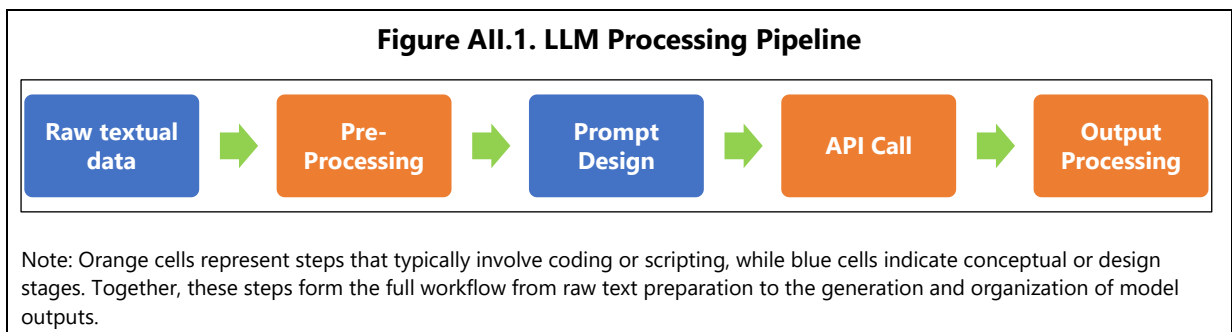 Figure AII.1. LLM Processing Pipeline
Raw textual
data
Pre-
Processing
Prompt
Design
API Call
Output
Processing
Note: Orange cells represent steps that typically involve coding or scripting, while blue cells indicate conceptual or design
stages. Together, these steps form the full workflow from raw text preparation to the generation and organization of model
outputs.